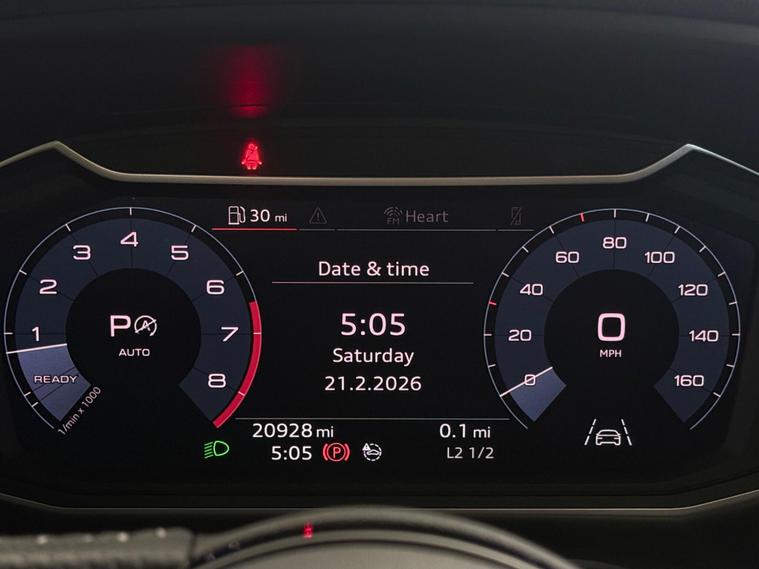 30 mi
FM Heart
Date & time
5:05
Saturday
21.2.2026
1 2 3 4 5 6 7 8
P A
AUTO
READY
1/min x 1000
0 20 40 60 80 100 120 140 160
0
MPH
20928 mi
0.1 mi
5:05 P
L2 1/2